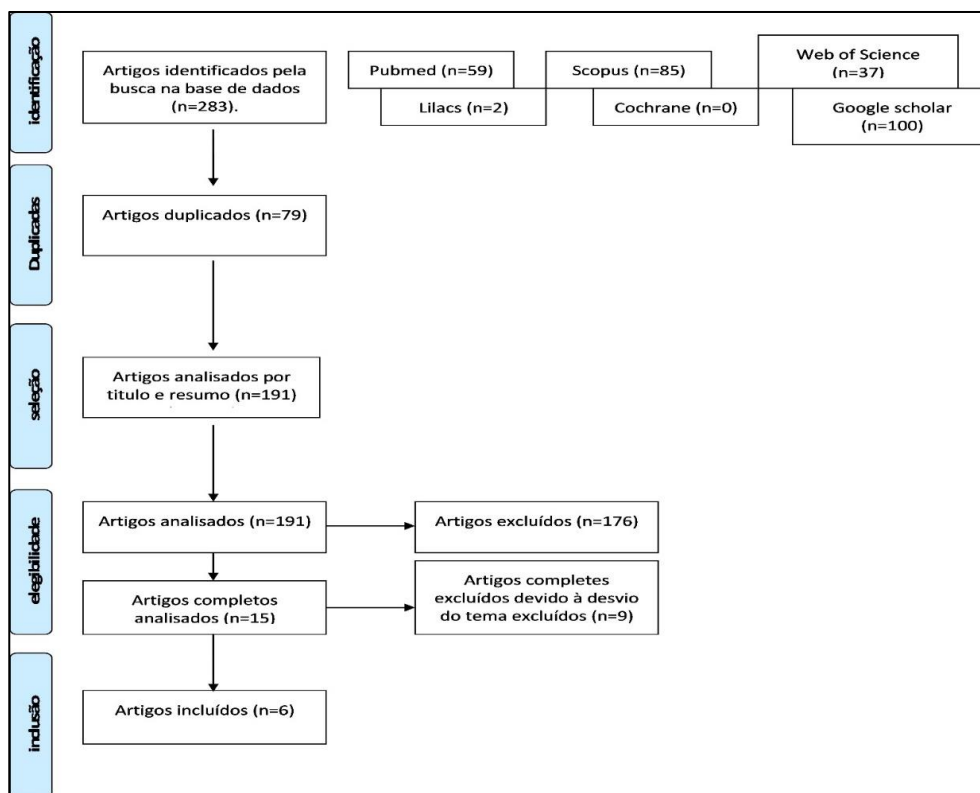 identificação
Artigos identificados pela
busca na base de dados
(n=283).
Pubmed (n=59)
Scopus (n=85)
Web of Science
(n=37)
Lilacs (n=2)
Cochrane (n=0)
Google scholar
(n=100)
Duplicadas
Artigos duplicados (n=79)
seleção
Artigos analisados por
titulo e resumo (n=191)
elegibilidade
Artigos analisados (n=191)
Artigos excluídos (n=176)
Artigos completos
analisados (n=15)
Artigos completes
excluídos devido à desvio
do tema excluídos (n=9)
inclusão
Artigos incluídos (n=6)